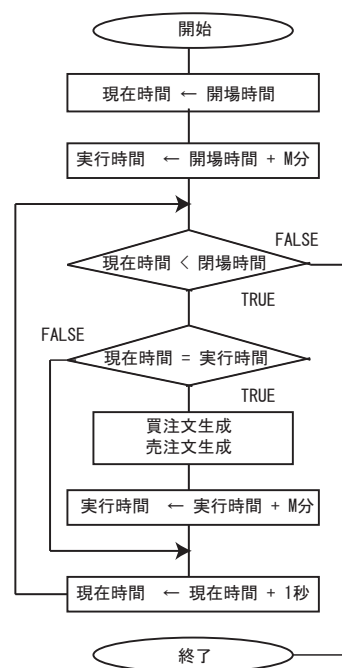 開始
現在時間 ← 開場時間
実行時間 ← 開場時間 + M分
FALSE
現在時間 < 閉場時間
TRUE
FALSE
現在時間 = 実行時間
TRUE
買注文生成
売注文生成
実行時間 ← 実行時間 + M分
現在時間 ← 現在時間 + 1秒
終了